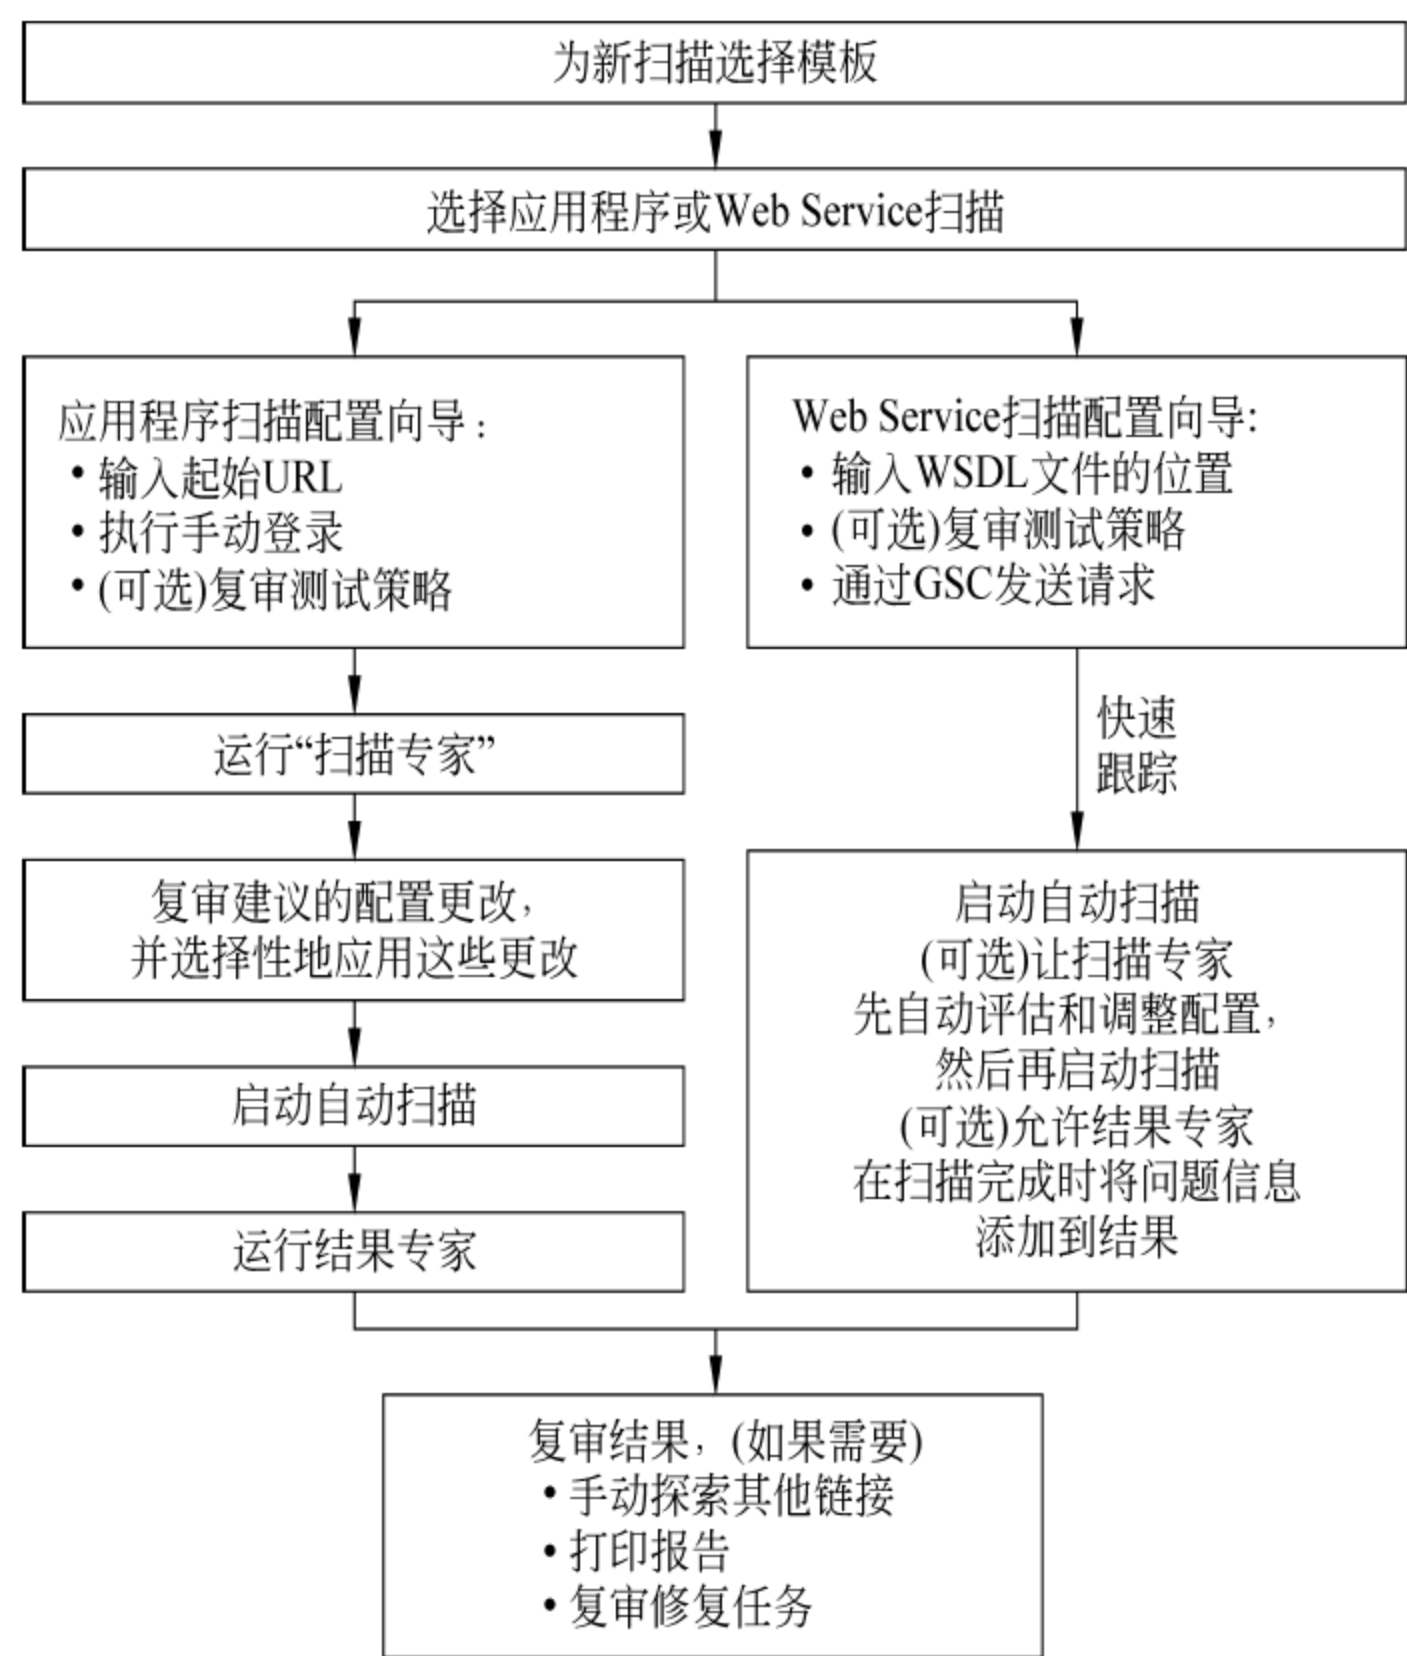 为新扫描选择模板
选择应用程序或Web Service扫描
应用程序扫描配置向导：
• 输入起始URL
• 执行手动登录
• (可选)复审测试策略
运行“扫描专家”
复审建议的配置更改，
并选择性地应用这些更改
启动自动扫描
运行结果专家
Web Service扫描配置向导:
• 输入WSDL文件的位置
• (可选)复审测试策略
• 通过GSC发送请求
快速
跟踪
启动自动扫描
(可选)让扫描专家
先自动评估和调整配置，
然后再启动扫描
(可选)允许结果专家
在扫描完成时将问题信息
添加到结果
复审结果，(如果需要)
• 手动探索其他链接
• 打印报告
• 复审修复任务